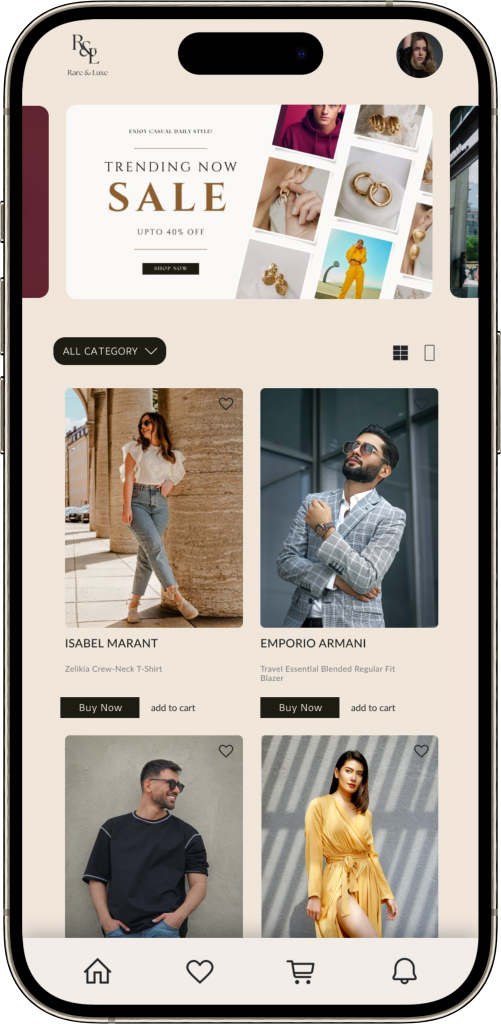 R&L
Rare & Luxe
ENJOY CASUAL DAILY STYLE!
TRENDING NOW
SALE
UPTO 40% OFF
SHOP NOW
ALL CATEGORY
ISABEL MARANT
EMPORIO ARMANI
Zelikia Crew-Neck T-Shirt
Travel Essential Blended Regular Fit
Blazer
Buy Now
add to cart
Buy Now
add to cart